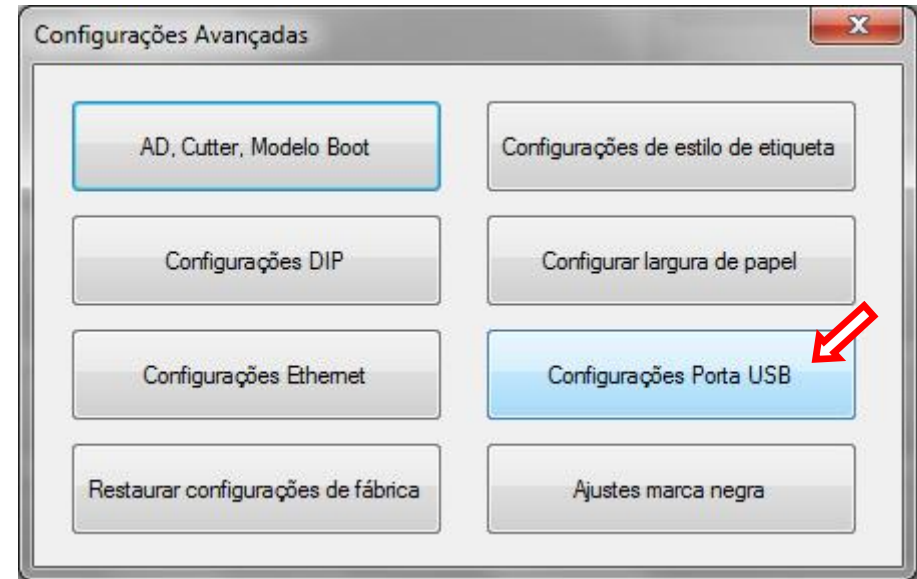 Configurações Avançadas
X
AD, Cutter, Modelo Boot
Configurações de estilo de etiqueta
Configurações DIP
Configurar largura de papel
Configurações Ethernet
Configurações Porta USB
Restaurar configurações de fábrica
Ajustes marca negra